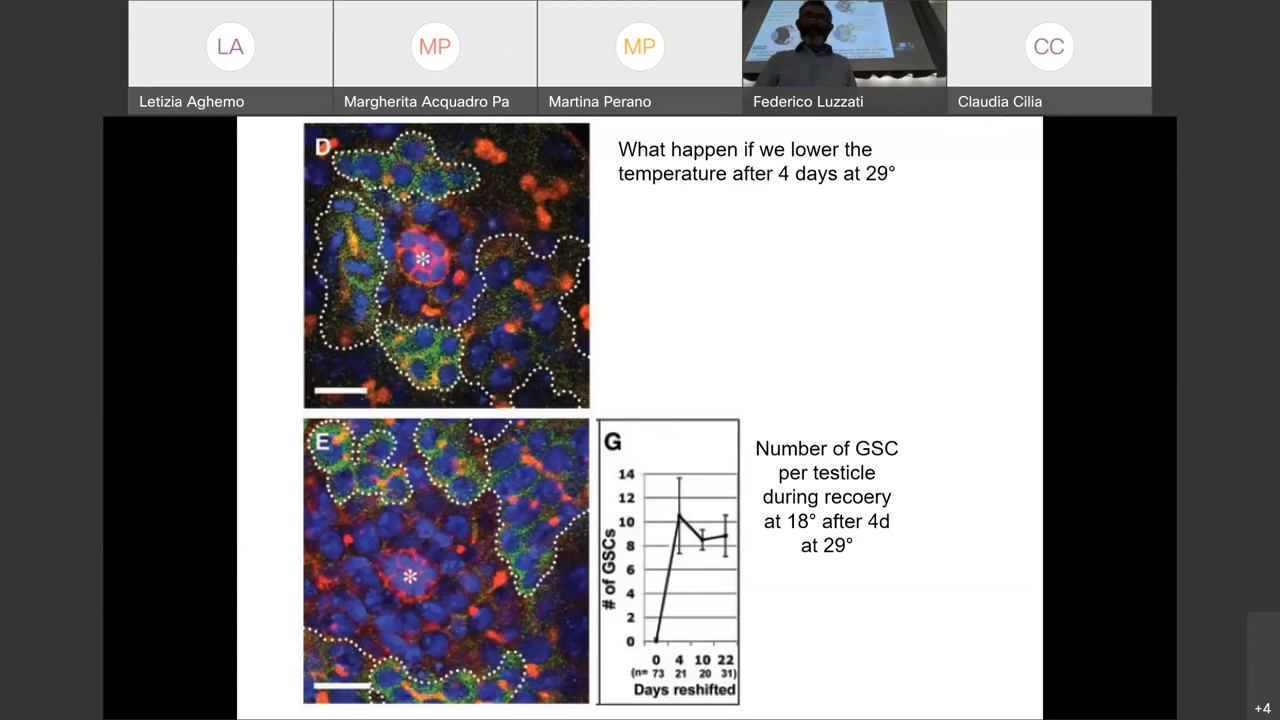 LA
MP
MP
CC
Letizia Aghemo
Margherita Acquadro Pa
Martina Perano
Federico Luzzati
Claudia Cilia
D
What happen if we lower the
temperature after 4 days at 29°
*
E
*
G
14
12
10
8
6
4
2
0
# of GSCs
0 4 10 22
(n= 73 21 20 31)
Days reshifted
Number of GSC
per testicle
during recoery
at 18° after 4d
at 29°
+4